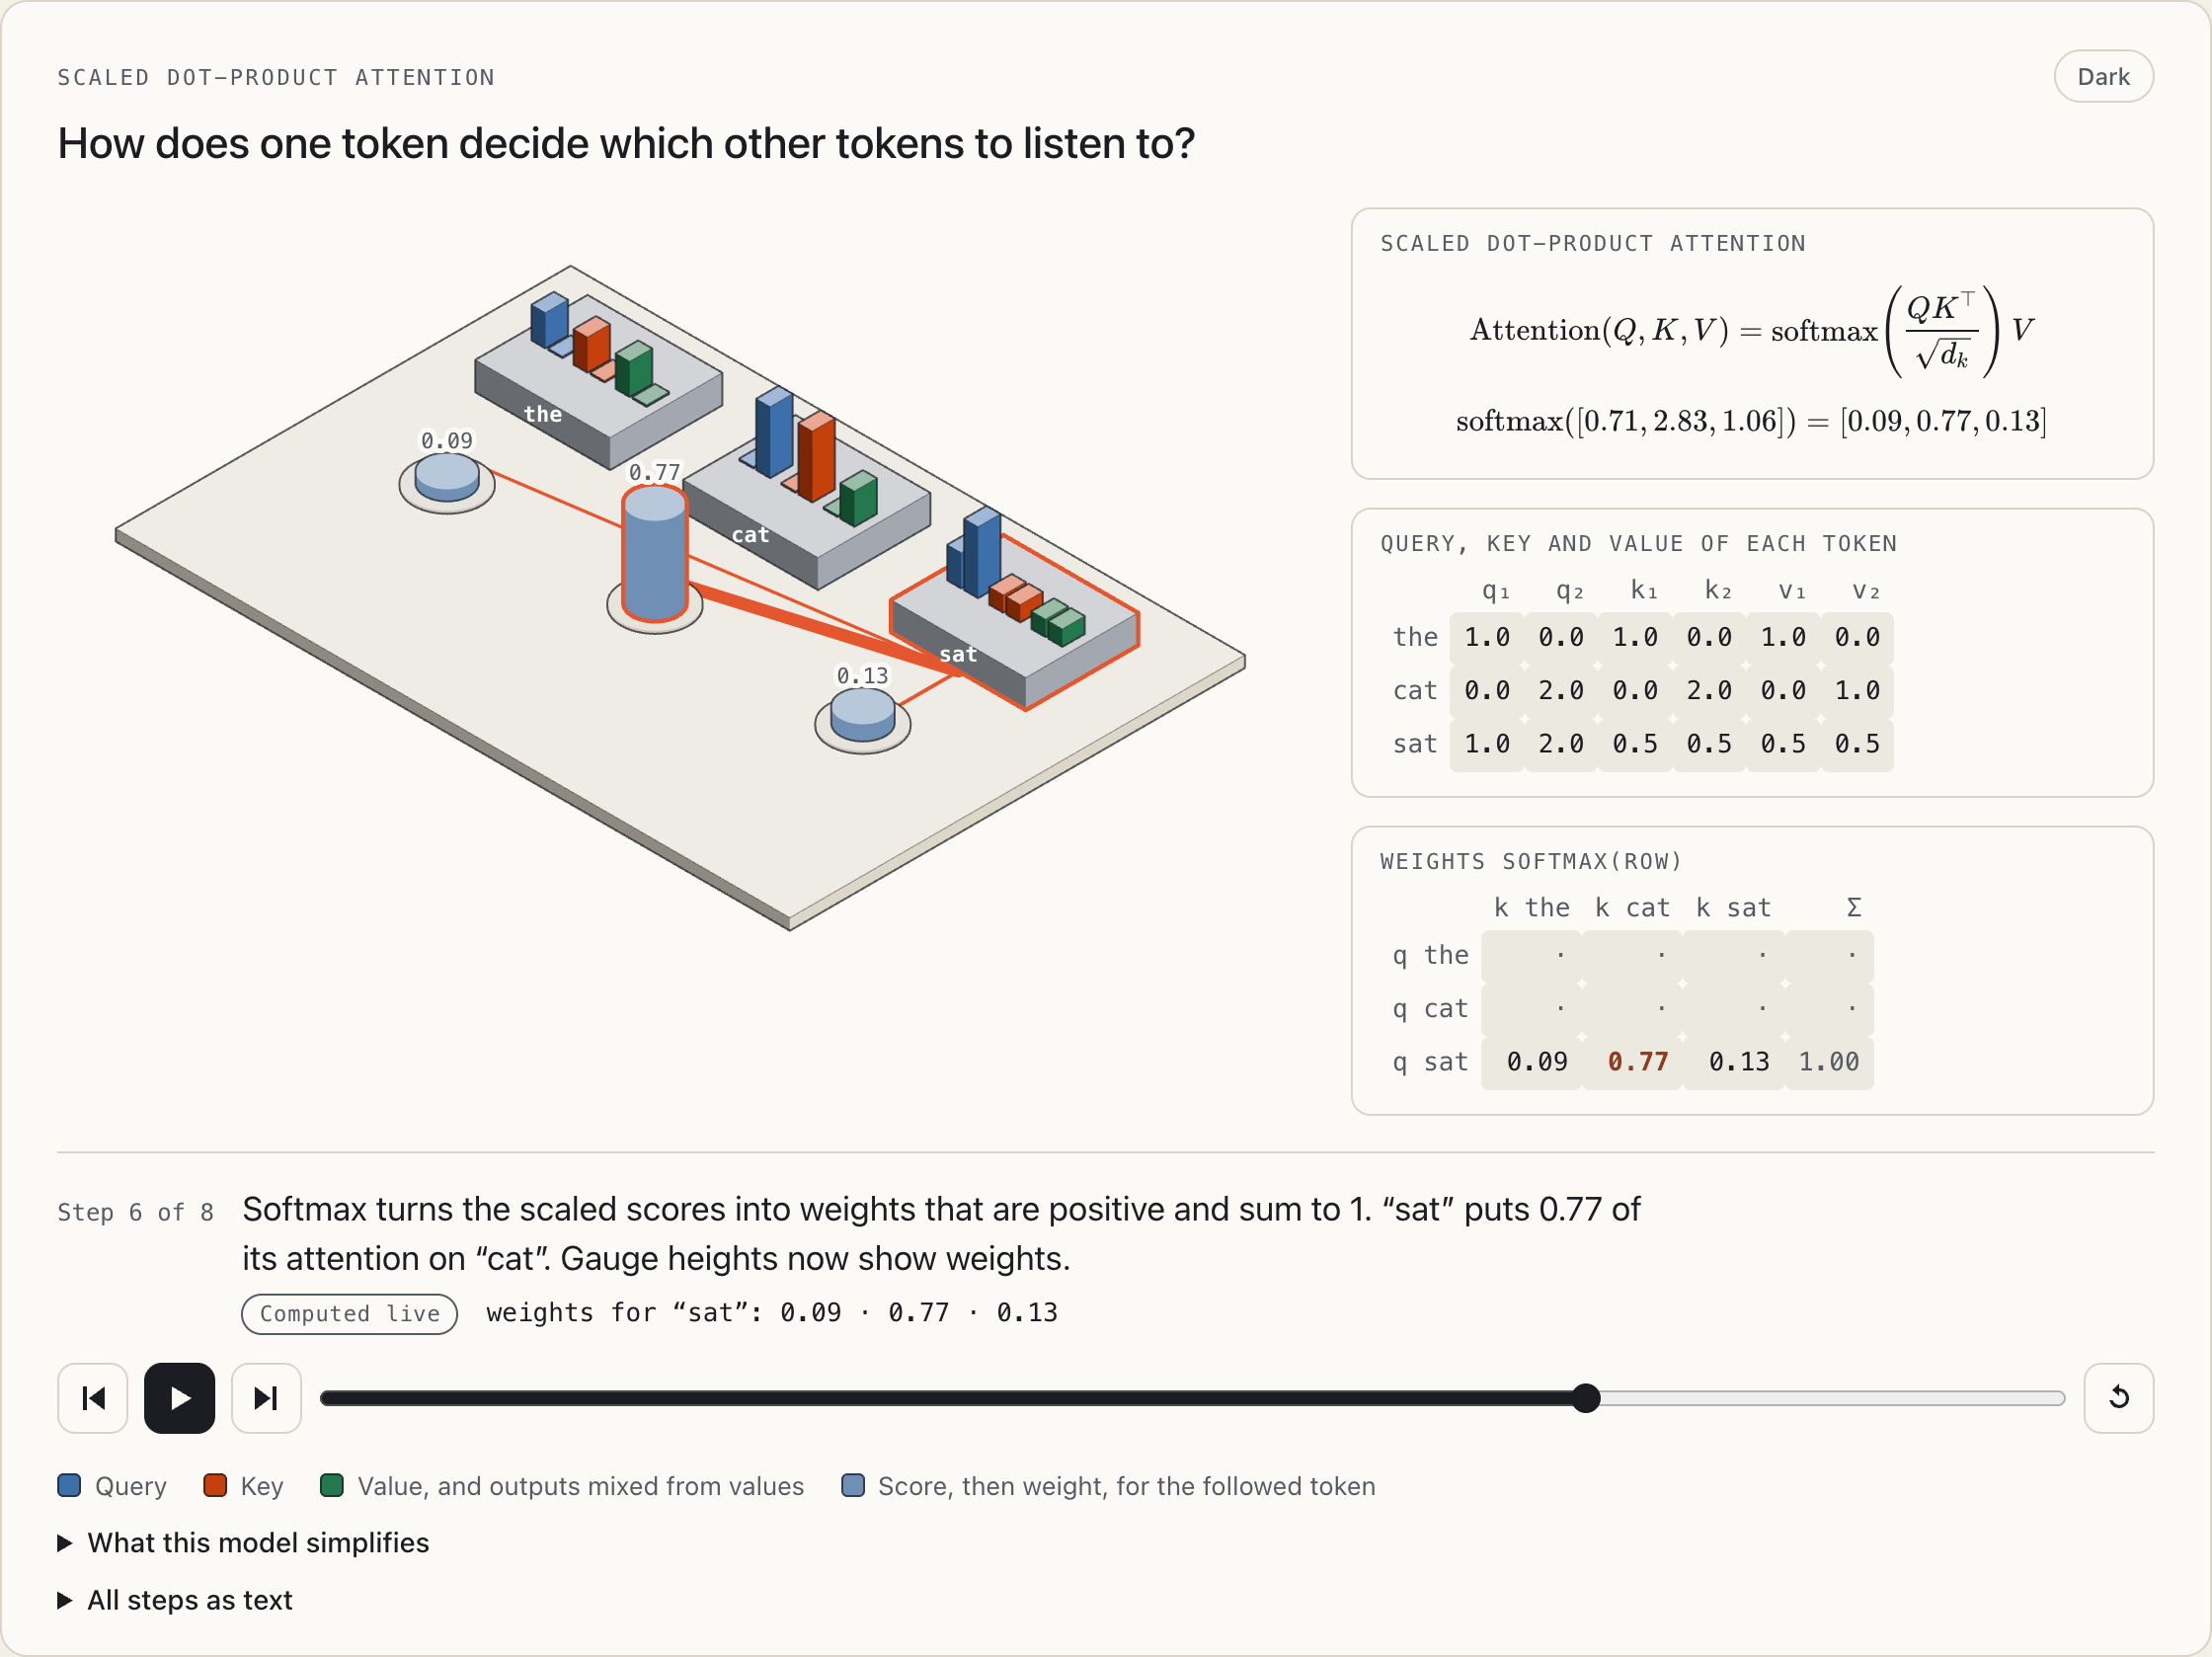 SCALED DOT–PRODUCT ATTENTION
Dark
How does one token decide which other tokens to listen to?
the
0.09
0.77
cat
sat
0.13
SCALED DOT–PRODUCT ATTENTION
Attention(Q, K, V) = softmax(QK⊤/√dₖ) V
softmax([0.71, 2.83, 1.06]) = [0.09, 0.77, 0.13]
QUERY, KEY AND VALUE OF EACH TOKEN
q₁ q₂ k₁ k₂ v₁ v₂
the 1.0 0.0 1.0 0.0 1.0 0.0
cat 0.0 2.0 0.0 2.0 0.0 1.0
sat 1.0 2.0 0.5 0.5 0.5 0.5
WEIGHTS SOFTMAX(ROW)
k the k cat k sat Σ
q the · · · ·
q cat · · · ·
q sat 0.09 0.77 0.13 1.00
Step 6 of 8
Softmax turns the scaled scores into weights that are positive and sum to 1. “sat” puts 0.77 of
its attention on “cat”. Gauge heights now show weights.
Computed live weights for “sat”: 0.09 · 0.77 · 0.13
Query Key Value, and outputs mixed from values Score, then weight, for the followed token
What this model simplifies
All steps as text